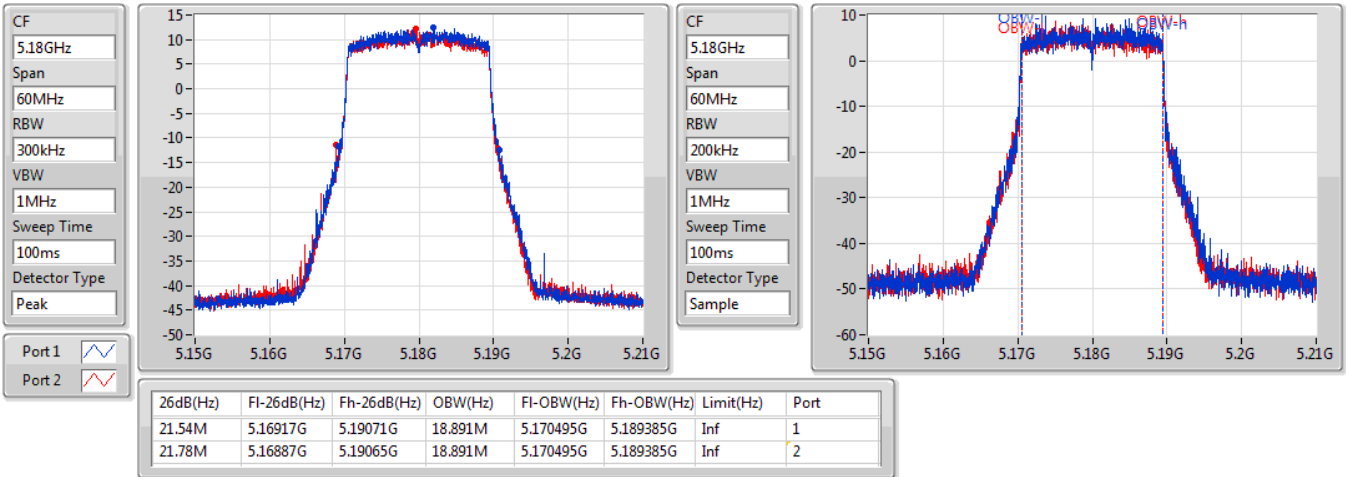 CF
5.18GHz
Span
60MHz
RBW
300kHz
VBW
1MHz
Sweep Time
100ms
Detector Type
Peak
Port 1
Port 2
15
10
5
0
-5
-10
-15
-20
-25
-30
-35
-40
-45
-50
5.15G 5.16G 5.17G 5.18G 5.19G 5.2G 5.21G
CF
5.18GHz
Span
60MHz
RBW
200kHz
VBW
1MHz
Sweep Time
100ms
Detector Type
Sample
OBW-h
10
0
-10
-20
-30
-40
-50
-60
5.15G 5.16G 5.17G 5.18G 5.19G 5.2G 5.21G
26dB(Hz) Fl-26dB(Hz) Fh-26dB(Hz) OBW(Hz) Fl-OBW(Hz) Fh-OBW(Hz) Limit(Hz) Port
21.54M 5.16917G 5.19071G 18.891M 5.170495G 5.189385G Inf 1
21.78M 5.16887G 5.19065G 18.891M 5.170495G 5.189385G Inf 2